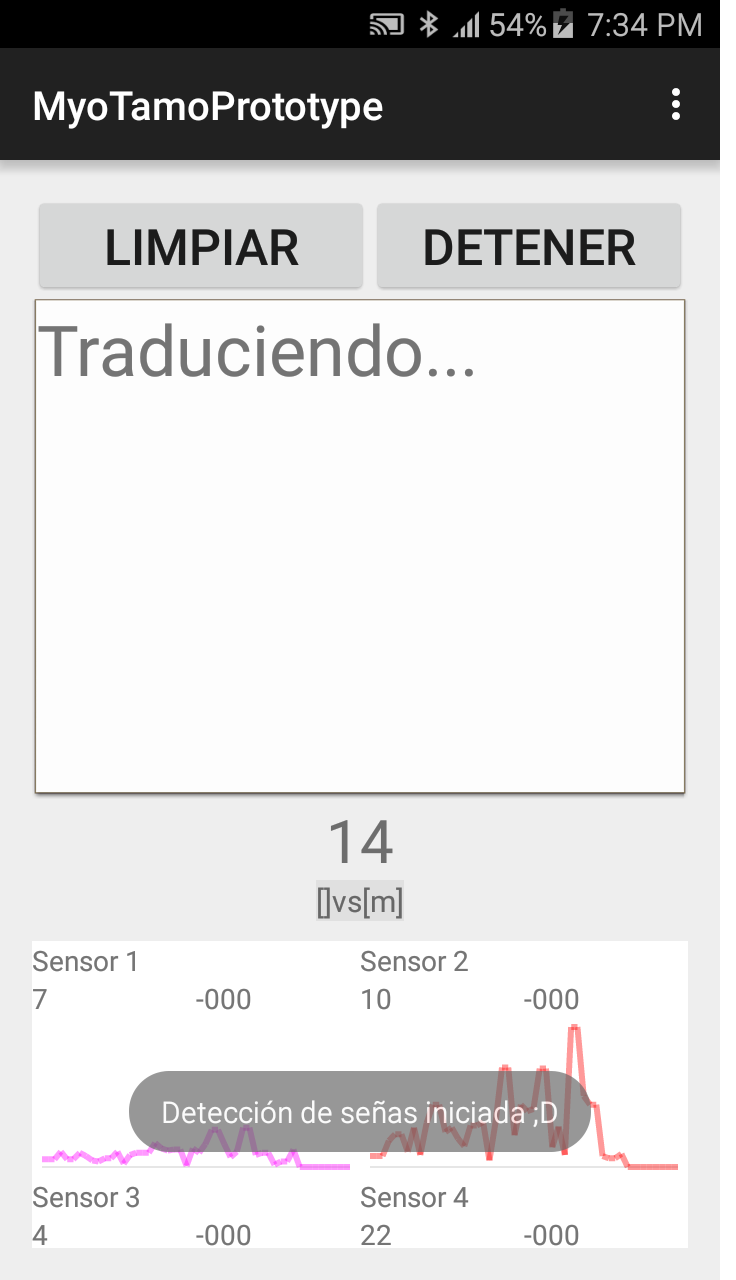 54% 7:34 PM
MyoTamoPrototype
LIMPIAR DETENER
Traduciendo...
14
[]vs[m]
Sensor 1 Sensor 2
7 -000 10 -000
Detección de señas iniciada ;D
Sensor 3 Sensor 4
4 -000 22 -000